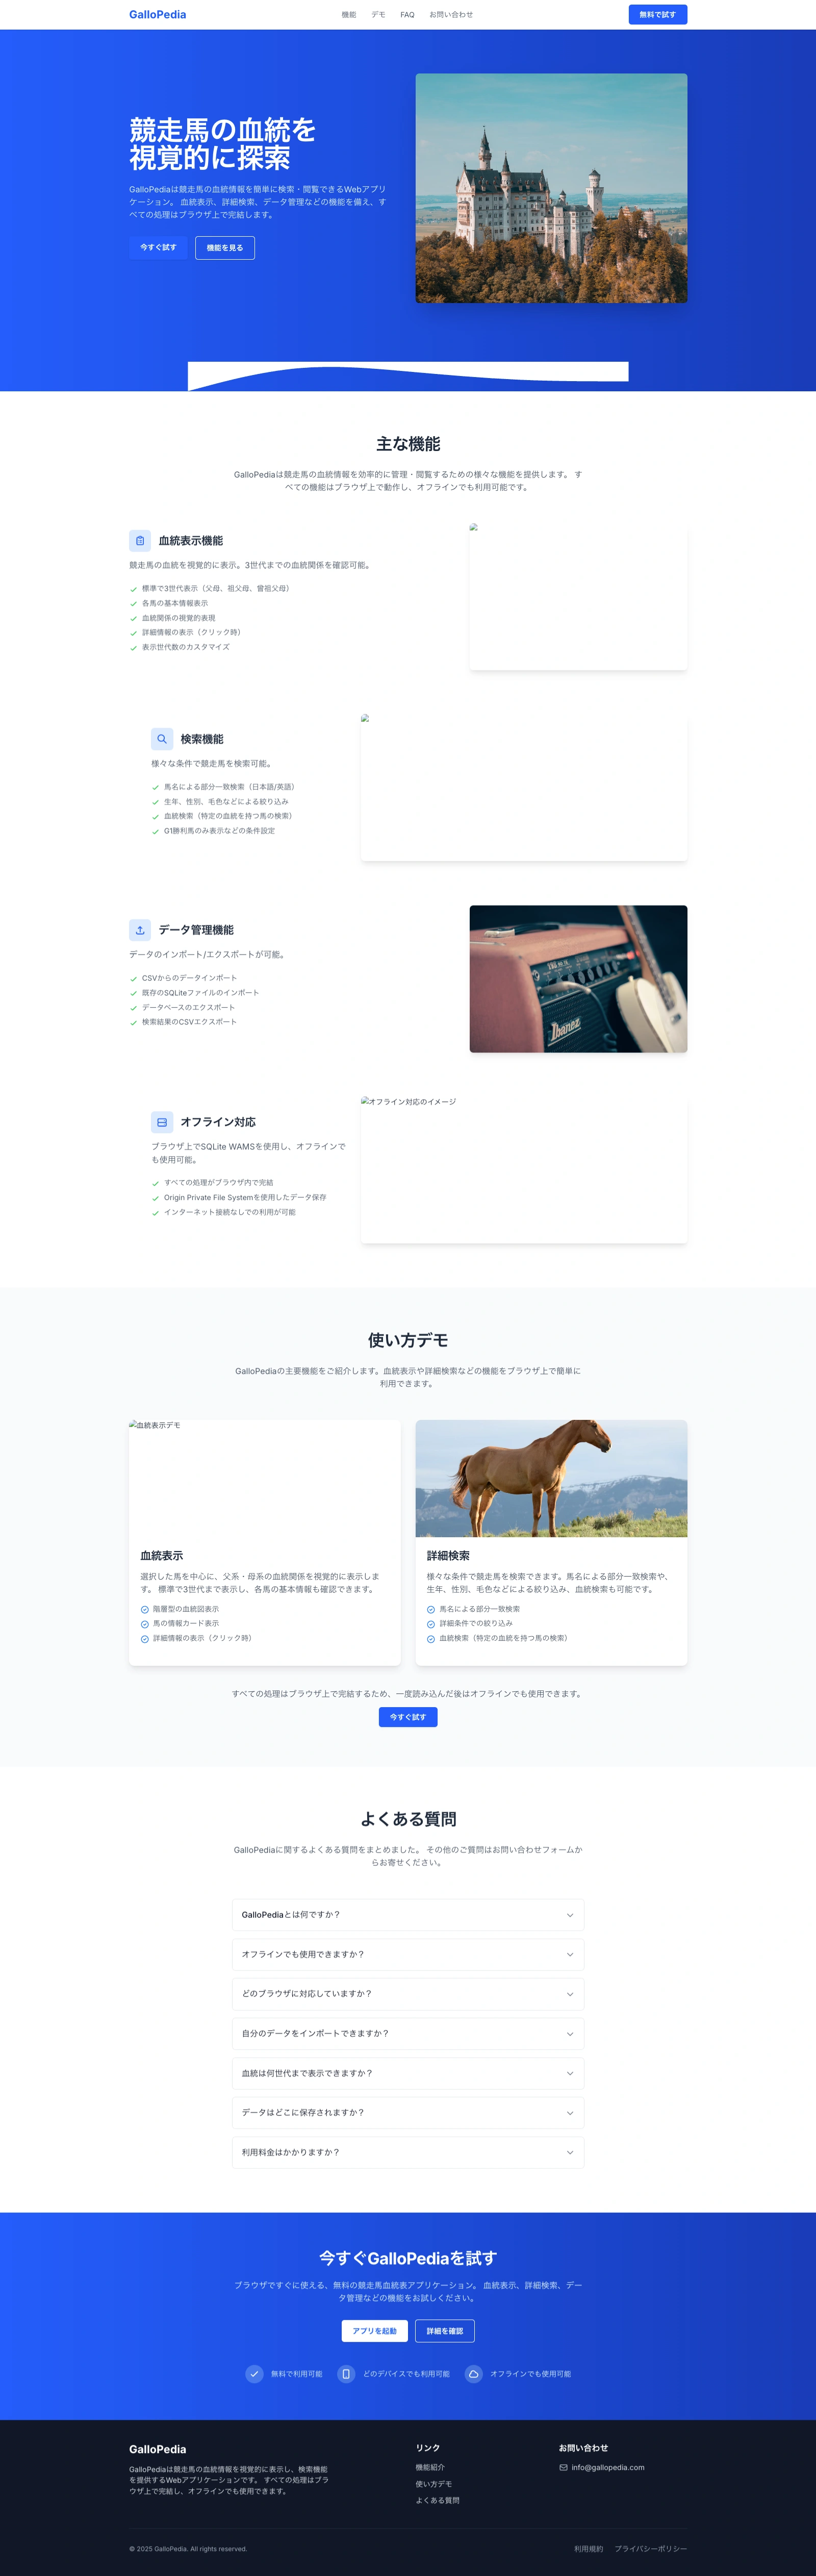 GalloPedia
機能 デモ FAQ お問い合わせ
無料で試す
競走馬の血統を
視覚的に探索
GalloPediaは競走馬の血統情報を簡単に検索・閲覧できるWebアプリ
ケーション。 血統表示、詳細検索、データ管理などの機能を備え、す
べての処理はブラウザ上で完結します。
今すぐ試す
機能を見る
主な機能
GalloPediaは競走馬の血統情報を効率的に管理・閲覧するための様々な機能を提供します。 す
べての機能はブラウザ上で動作し、オフラインでも利用可能です。
血統表示機能
競走馬の血統を視覚的に表示。3世代までの血統関係を確認可能。
標準で3世代表示（父母、祖父母、曾祖父母）
各馬の基本情報表示
血統関係の視覚的表現
詳細情報の表示（クリック時）
表示世代数のカスタマイズ
検索機能
様々な条件で競走馬を検索可能。
馬名による部分一致検索（日本語/英語）
生年、性別、毛色などによる絞り込み
血統検索（特定の血統を持つ馬の検索）
G1勝利馬のみ表示などの条件設定
データ管理機能
データのインポート/エクスポートが可能。
CSVからのデータインポート
既存のSQLiteファイルのインポート
データベースのエクスポート
検索結果のCSVエクスポート
Ibanez
オフライン対応
ブラウザ上でSQLite WAMSを使用し、オフラインで
も使用可能。
すべての処理がブラウザ内で完結
Origin Private File Systemを使用したデータ保存
インターネット接続なしでの利用が可能
オフライン対応のイメージ
使い方デモ
GalloPediaの主要機能をご紹介します。血統表示や詳細検索などの機能をブラウザ上で簡単に
利用できます。
血統表示デモ
血統表示
選択した馬を中心に、父系・母系の血統関係を視覚的に表示しま
す。 標準で3世代まで表示し、各馬の基本情報も確認できます。
階層型の血統図表示
馬の情報カード表示
詳細情報の表示（クリック時）
詳細検索
様々な条件で競走馬を検索できます。馬名による部分一致検索や、
生年、性別、毛色などによる絞り込み、血統検索も可能です。
馬名による部分一致検索
詳細条件での絞り込み
血統検索（特定の血統を持つ馬の検索）
すべての処理はブラウザ上で完結するため、一度読み込んだ後はオフラインでも使用できます。
今すぐ試す
よくある質問
GalloPediaに関するよくある質問をまとめました。 その他のご質問はお問い合わせフォームか
らお寄せください。
GalloPediaとは何ですか？
オフラインでも使用できますか？
どのブラウザに対応していますか？
自分のデータをインポートできますか？
血統は何世代まで表示できますか？
データはどこに保存されますか？
利用料金はかかりますか？
今すぐGalloPediaを試す
ブラウザですぐに使える、無料の競走馬血統表アプリケーション。 血統表示、詳細検索、デー
タ管理などの機能をお試しください。
アプリを起動
詳細を確認
無料で利用可能
どのデバイスでも利用可能
オフラインでも使用可能
GalloPedia
GalloPediaは競走馬の血統情報を視覚的に表示し、検索機能
を提供するWebアプリケーションです。 すべての処理はブラ
ウザ上で完結し、オフラインでも使用できます。
リンク
機能紹介
使い方デモ
よくある質問
お問い合わせ
info@gallopedia.com
© 2025 GalloPedia. All rights reserved.
利用規約 プライバシーポリシー